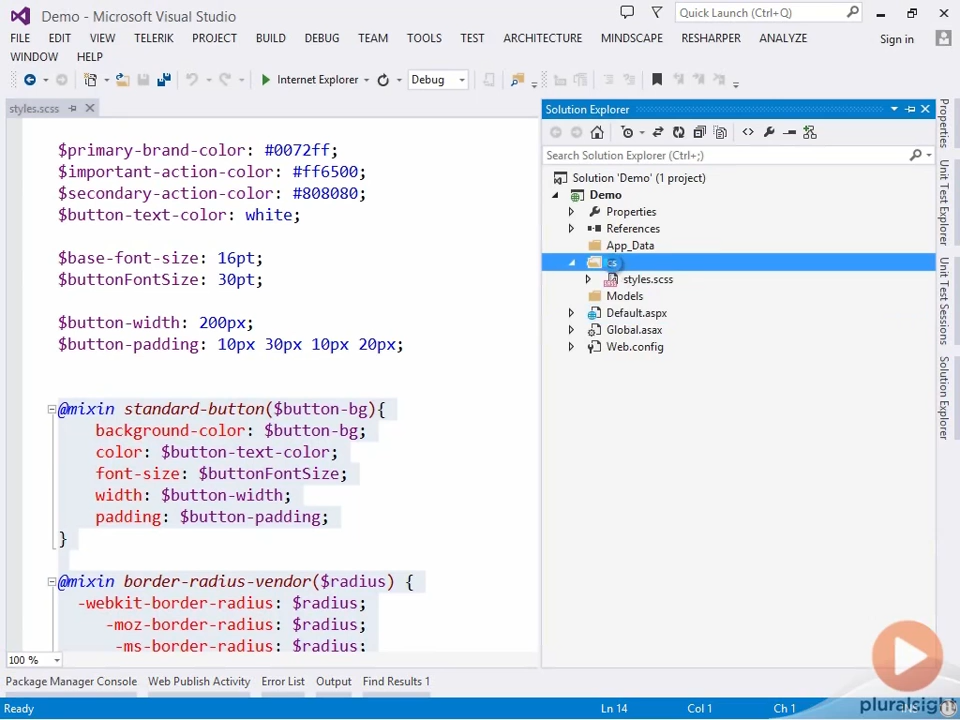 Demo - Microsoft Visual Studio
Quick Launch (Ctrl+Q)
FILE EDIT VIEW TELERIK PROJECT BUILD DEBUG TEAM TOOLS TEST ARCHITECTURE MINDSCAPE RESHARPER ANALYZE Sign in
WINDOW HELP
Internet Explorer Debug
styles.scss
$primary-brand-color: #0072ff;
$important-action-color: #ff6500;
$secondary-action-color: #808080;
$button-text-color: white;
$base-font-size: 16pt;
$buttonFontSize: 30pt;
$button-width: 200px;
$button-padding: 10px 30px 10px 20px;
@mixin standard-button($button-bg){
background-color: $button-bg;
color: $button-text-color;
font-size: $buttonFontSize;
width: $button-width;
padding: $button-padding;
}
@mixin border-radius-vendor($radius) {
-webkit-border-radius: $radius;
-moz-border-radius: $radius;
-ms-border-radius: $radius;
100 %
Solution Explorer
Search Solution Explorer (Ctrl+;)
Solution 'Demo' (1 project)
Demo
Properties
References
App_Data
styles.scss
Models
Default.aspx
Global.asax
Web.config
Properties
Unit Test Explorer
Unit Test Sessions
Solution Explorer
Package Manager Console Web Publish Activity Error List Output Find Results 1
Ready Ln 14 Col 1 Ch 1
pluralsight